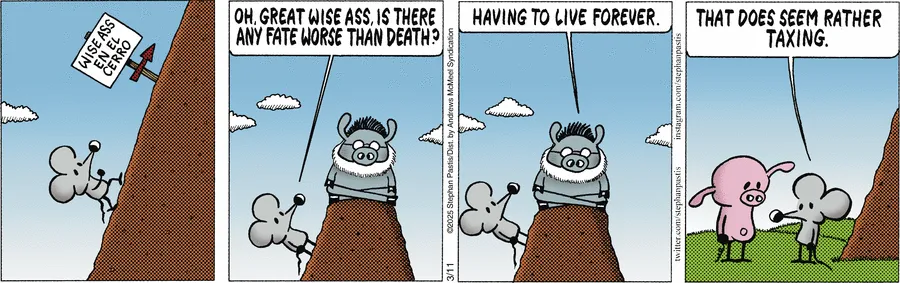 WISE ASS
EN EL
CERRO
OH, GREAT WISE ASS, IS THERE
ANY FATE WORSE THAN DEATH?
©2025 Stephan Pastis/Dist. by Andrews McMeel Syndication
3/11
HAVING TO LIVE FOREVER.
twitter.com/stephanpastis
instagram.com/stephanpastis
THAT DOES SEEM RATHER
TAXING.